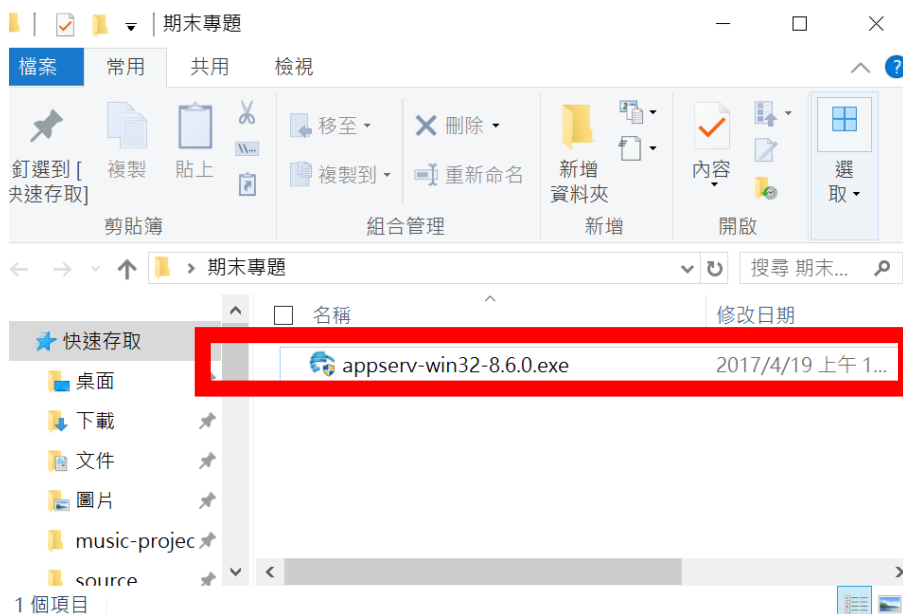 期末專題
檔案 常用 共用 檢視
釘選到 [
快速存取]
複製
貼上
移至
複製到
刪除
重新命名
新增
資料夾
內容
選
取
剪貼簿 組合管理 新增 開啟
期末專題
搜尋 期末...
名稱 修改日期
快速存取
appserv-win32-8.6.0.exe 2017/4/19 上午 1...
桌面
下載
文件
圖片
music-projec
source
1 個項目